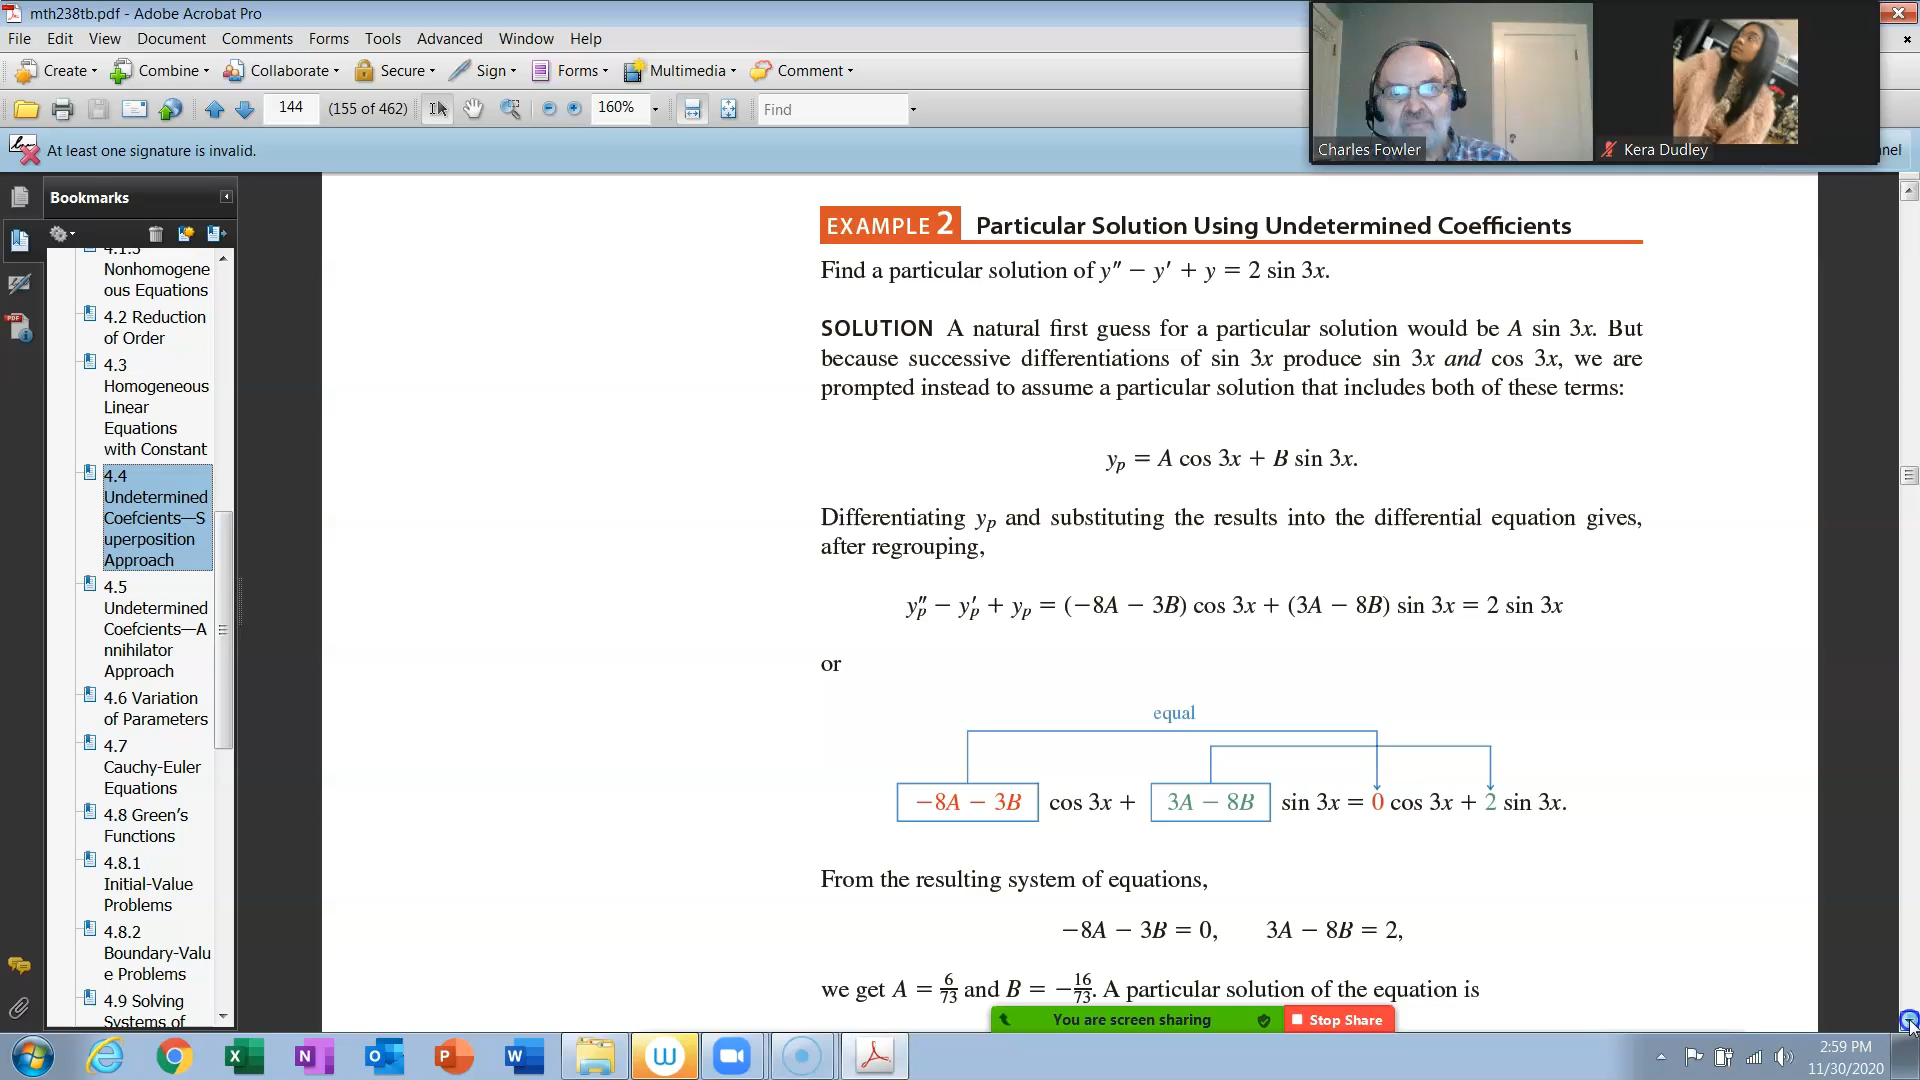 mth238tb.pdf - Adobe Acrobat Pro
File Edit View Document Comments Forms Tools Advanced Window Help
Create Combine Collaborate Secure Sign Forms Multimedia Comment
144 (155 of 462) 160% Find
At least one signature is invalid.
Charles Fowler
Kera Dudley
Bookmarks
Nonhomogene
ous Equations
4.2 Reduction
of Order
4.3
Homogeneous
Linear
Equations
with Constant
4.4
Undetermined
Coefcients—S
uperposition
Approach
4.5
Undetermined
Coefcients—A
nnihilator
Approach
4.6 Variation
of Parameters
4.7
Cauchy-Euler
Equations
4.8 Green's
Functions
4.8.1
Initial-Value
Problems
4.8.2
Boundary-Valu
e Problems
4.9 Solving
Systems of
EXAMPLE 2 Particular Solution Using Undetermined Coefficients
Find a particular solution of y″ − y′ + y = 2 sin 3x.
SOLUTION A natural first guess for a particular solution would be A sin 3x. But
because successive differentiations of sin 3x produce sin 3x and cos 3x, we are
prompted instead to assume a particular solution that includes both of these terms:
yp = A cos 3x + B sin 3x.
Differentiating yp and substituting the results into the differential equation gives,
after regrouping,
yp″ − yp′ + yp = (−8A − 3B) cos 3x + (3A − 8B) sin 3x = 2 sin 3x
or
equal
−8A − 3B cos 3x + 3A − 8B sin 3x = 0 cos 3x + 2 sin 3x.
From the resulting system of equations,
−8A − 3B = 0, 3A − 8B = 2,
we get A = 6/73 and B = −16/73. A particular solution of the equation is
You are screen sharing Stop Share
2:59 PM
11/30/2020